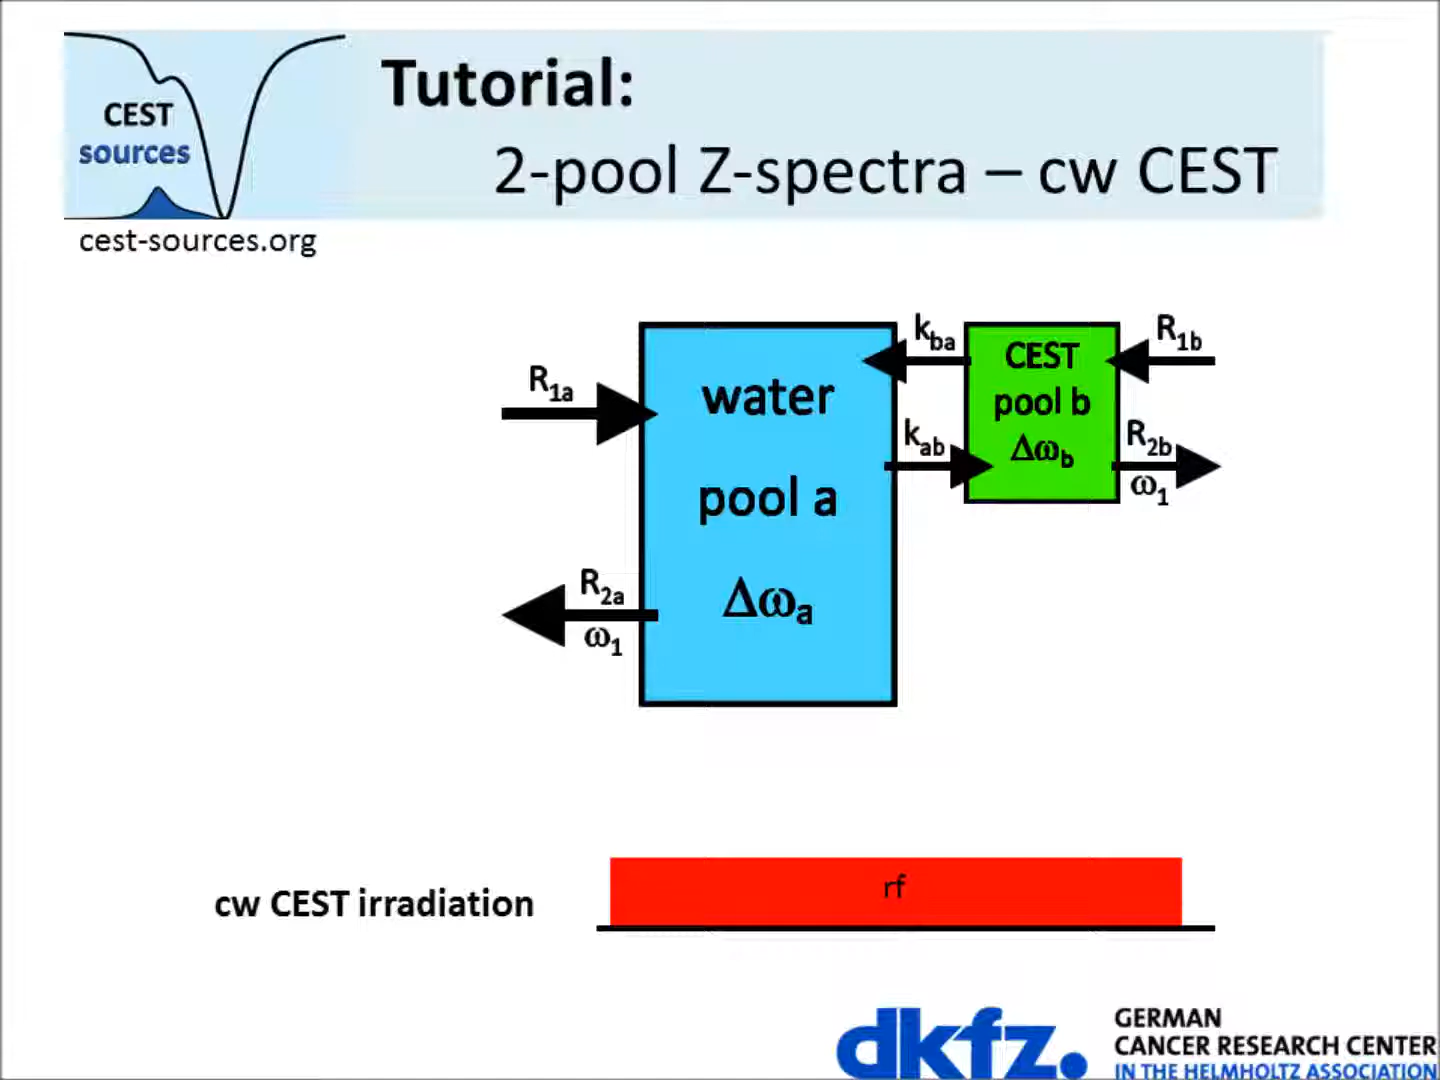 Tutorial:
2-pool Z-spectra – cw CEST
CEST
sources
cest-sources.org
R1a
water
pool a
Δωa
R2a
ω1
kba
kab
CEST
pool b
Δωb
R1b
R2b
ω1
cw CEST irradiation
rf
dkfz.
GERMAN
CANCER RESEARCH CENTER
IN THE HELMHOLTZ ASSOCIATION